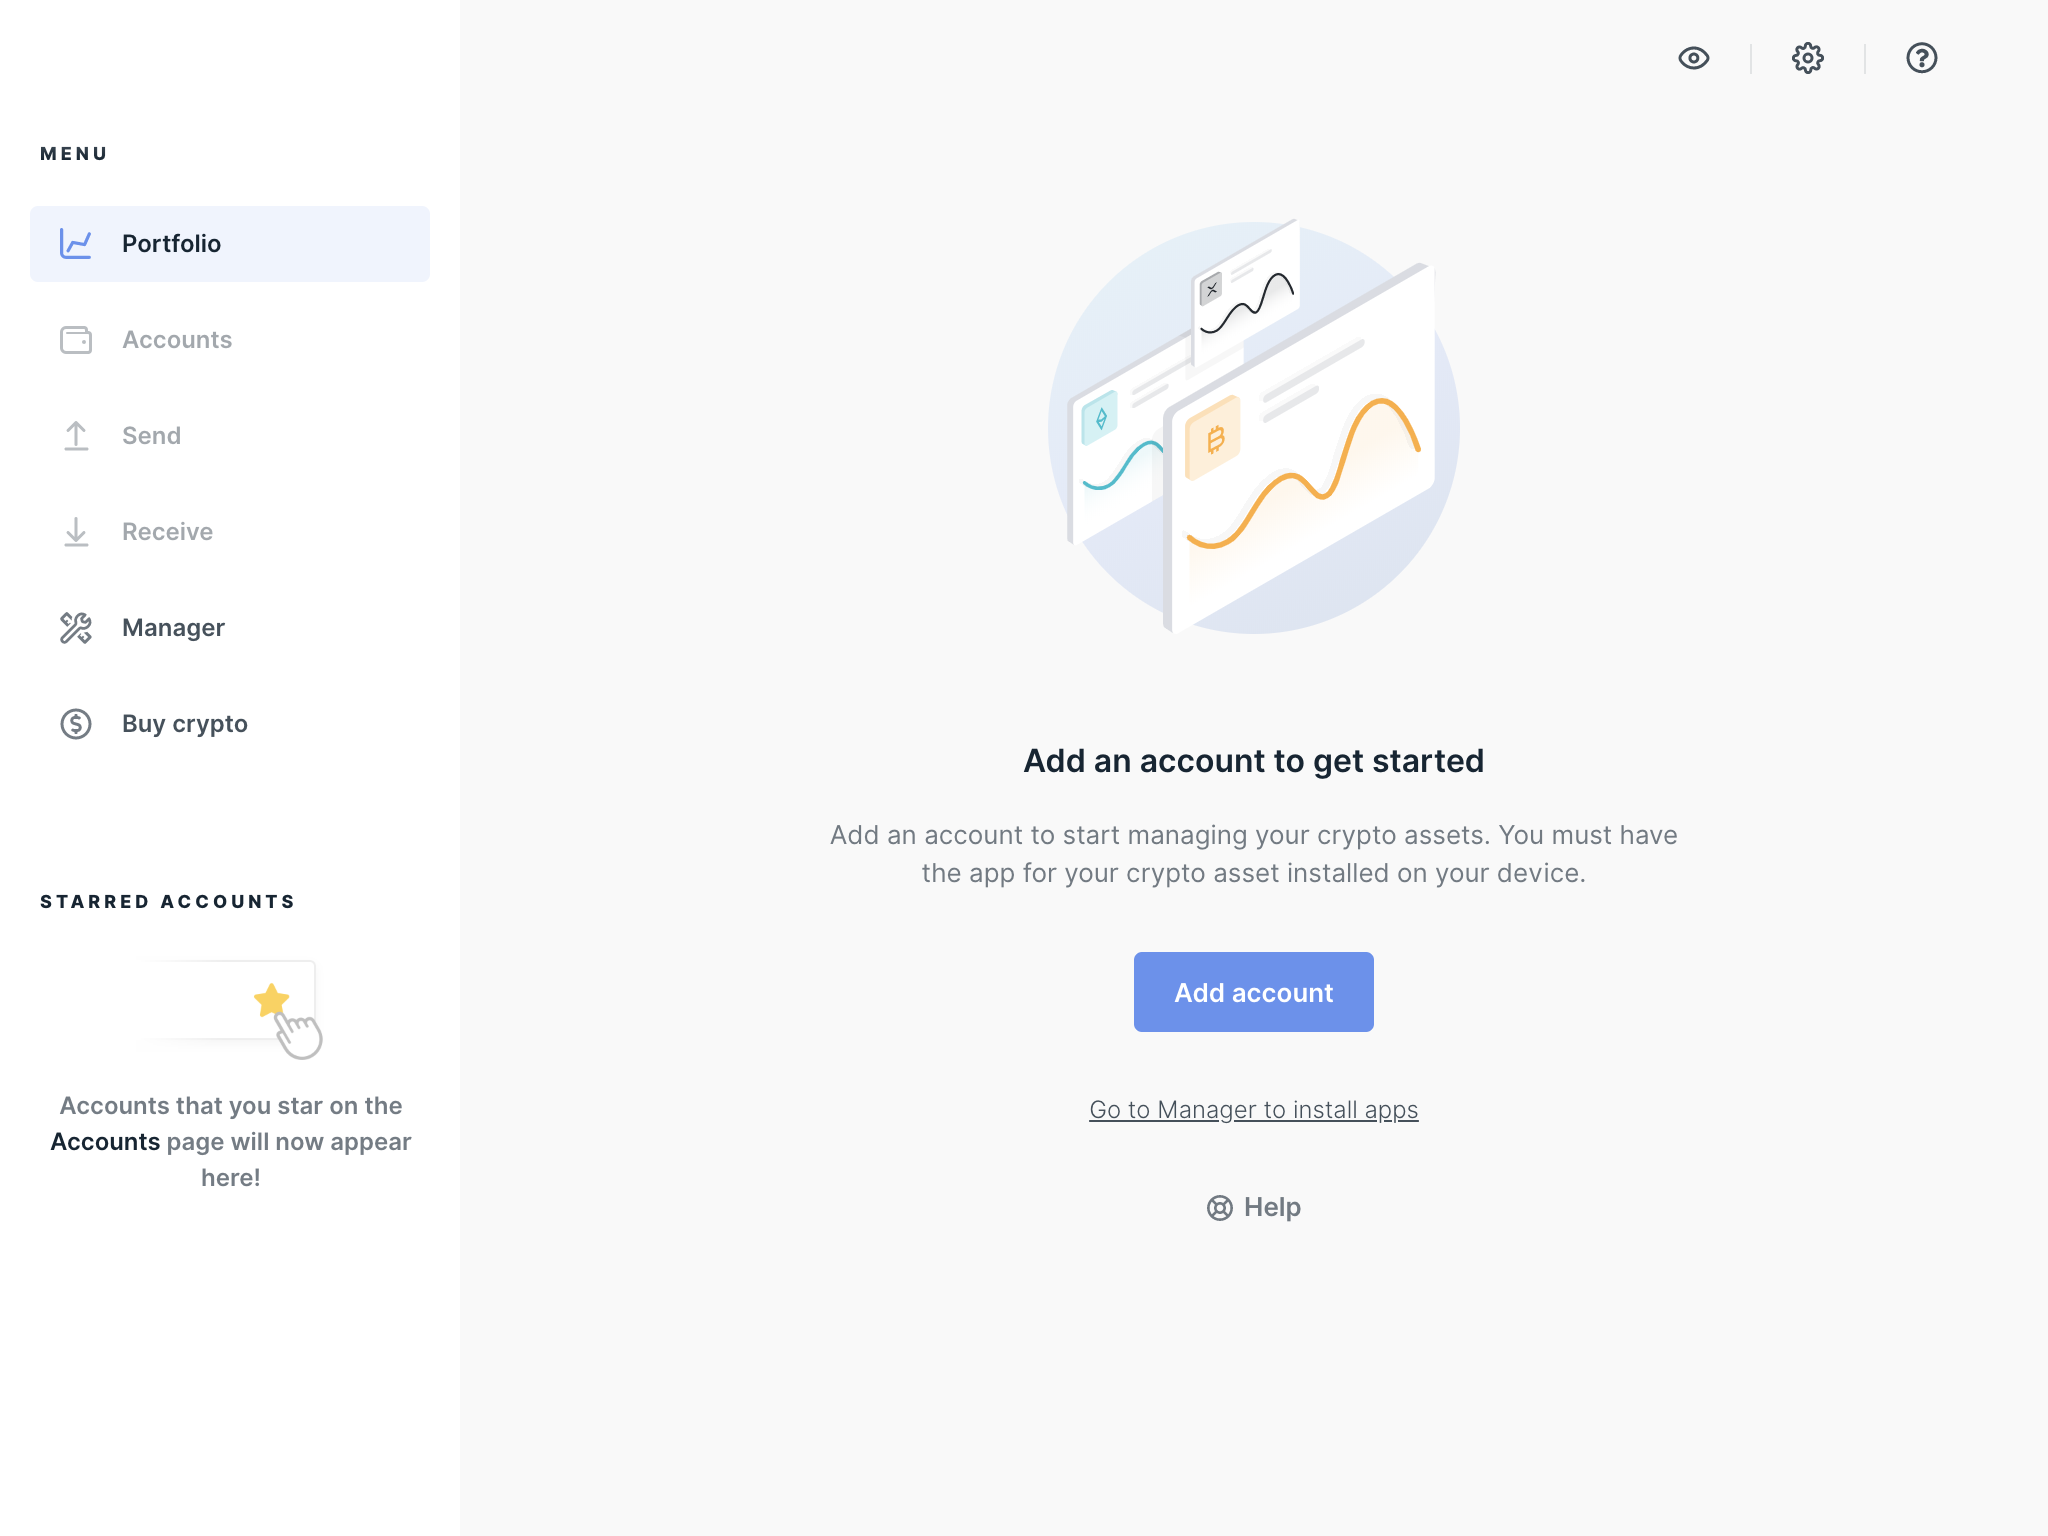 MENU
Portfolio
Accounts
Send
Receive
Manager
Buy crypto
STARRED ACCOUNTS
Accounts that you star on the
Accounts page will now appear
here!
Add an account to get started
Add an account to start managing your crypto assets. You must have
the app for your crypto asset installed on your device.
Add account
Go to Manager to install apps
Help